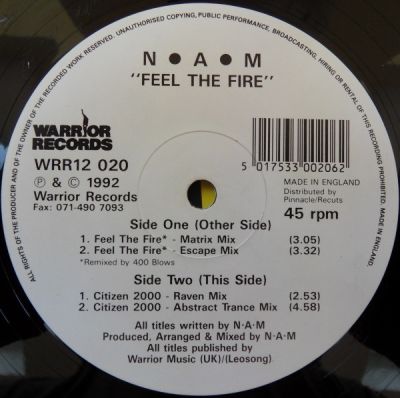 ALL RIGHTS OF THE PRODUCER AND OF THE OWNER OF THE RECORDED WORK RESERVED. UNAUTHORISED COPYING, PUBLIC PERFORMANCE, BROADCASTING, HIRING OR RENTAL OF THIS RECORD PROHIBITED. MADE IN ENGLAND.
N●A●M
"FEEL THE FIRE"
WARRIOR
RECORDS
WRR12 020
℗ & © 1992
Warrior Records
Fax: 071-490 7093
5 017533 002062
MADE IN ENGLAND
Distributed by
Pinnacle/Recuts
45 rpm
Side One (Other Side)
1. Feel The Fire* - Matrix Mix (3.05)
2. Feel The Fire* - Escape Mix (3.32)
*Remixed by 400 Blows
Side Two (This Side)
1. Citizen 2000 - Raven Mix (2.53)
2. Citizen 2000 - Abstract Trance Mix (4.58)
All titles written by N·A·M
Produced, Arranged & Mixed by N·A·M
All titles published by
Warrior Music (UK)/(Leosong).